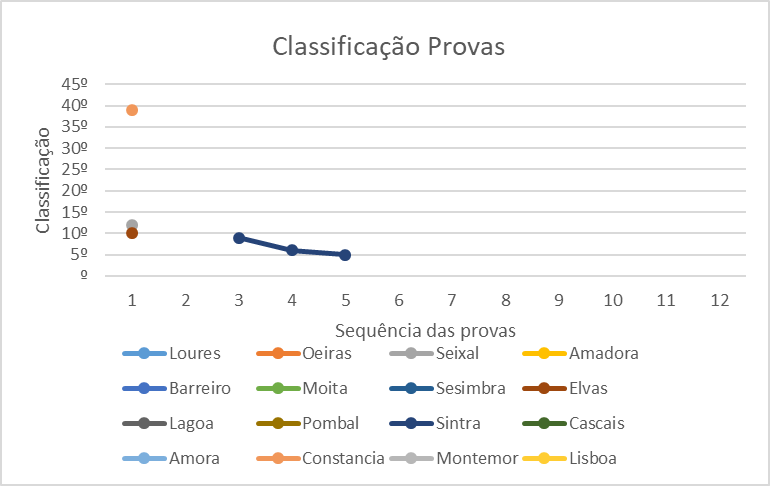 Classificação Provas
45º
40º
35º
30º
25º
20º
15º
10º
5º
º
Classificação
1 2 3 4 5 6 7 8 9 10 11 12
Sequência das provas
Loures Oeiras Seixal Amadora
Barreiro Moita Sesimbra Elvas
Lagoa Pombal Sintra Cascais
Amora Constancia Montemor Lisboa